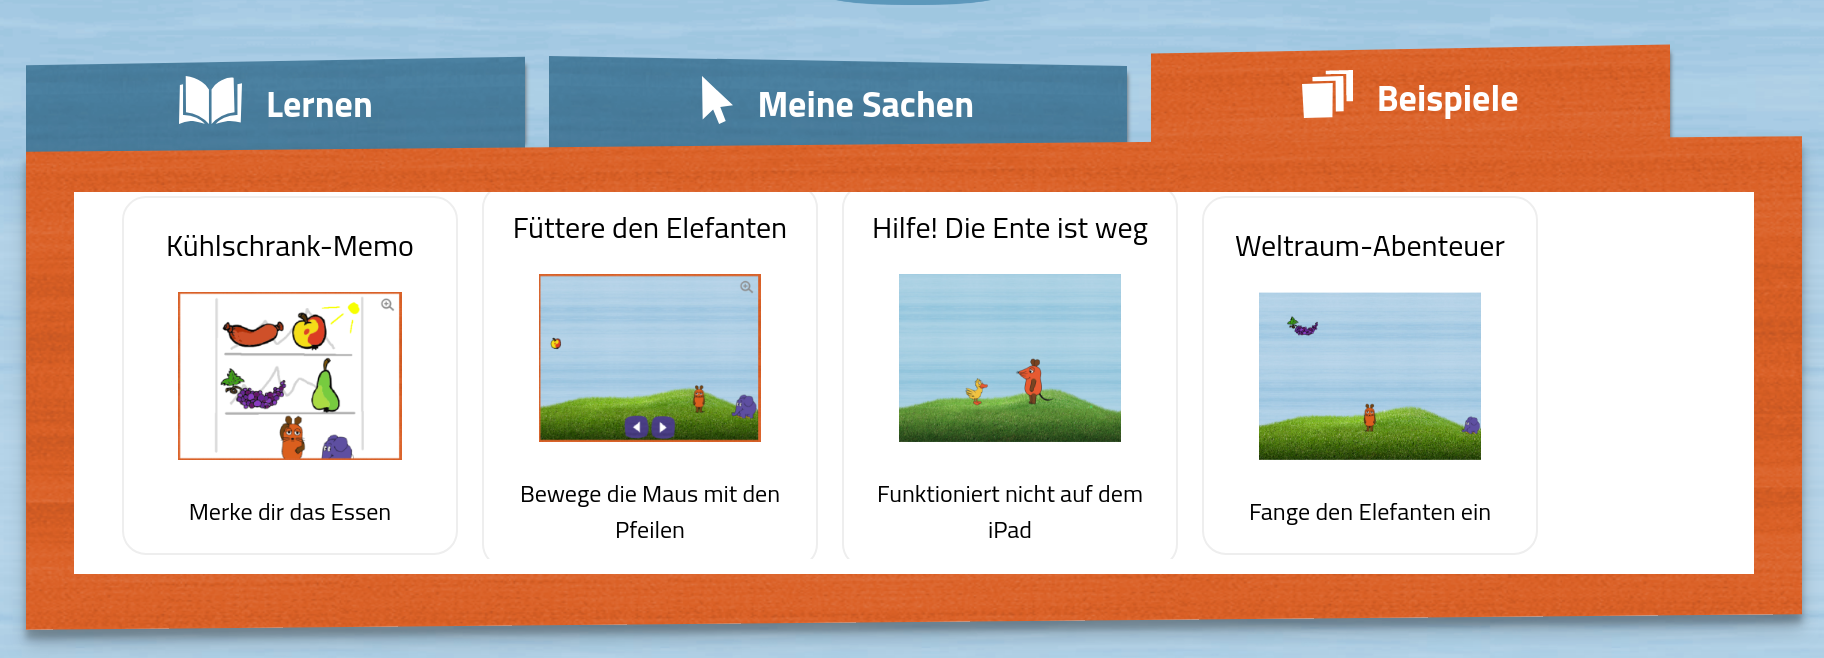 Lernen
Meine Sachen
Beispiele
Kühlschrank-Memo
Merke dir das Essen
Füttere den Elefanten
Bewege die Maus mit den
Pfeilen
Hilfe! Die Ente ist weg
Funktioniert nicht auf dem
iPad
Weltraum-Abenteuer
Fange den Elefanten ein